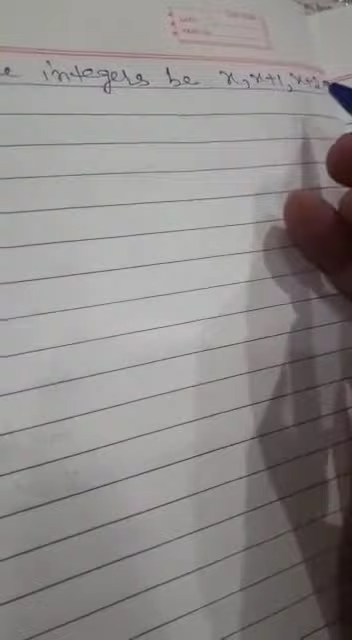 e integers be x, x+1, x+2